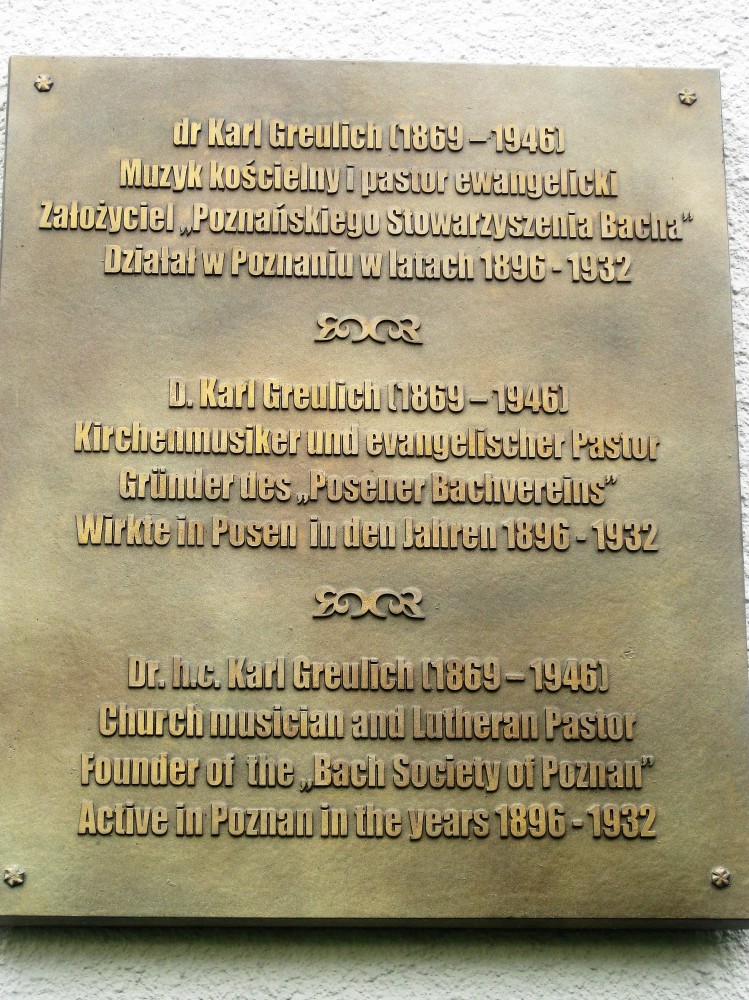 dr Karl Greulich (1869 – 1946)
Muzyk kościelny i pastor ewangelicki
Założyciel „Poznańskiego Stowarzyszenia Bacha”
Działał w Poznaniu w latach 1896 - 1932
D. Karl Greulich (1869 – 1946)
Kirchenmusiker und evangelischer Pastor
Gründer des „Posener Bachvereins”
Wirkte in Posen in den Jahren 1896 - 1932
Dr. h.c. Karl Greulich (1869 – 1946)
Church musician and Lutheran Pastor
Founder of the „Bach Society of Poznan”
Active in Poznan in the years 1896 - 1932